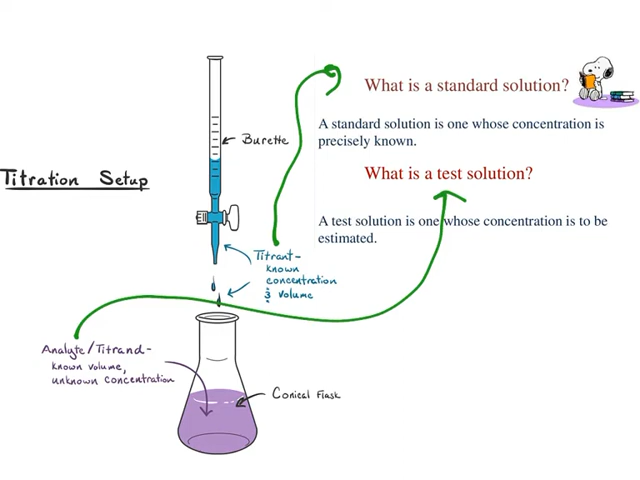 What is a standard solution?
A standard solution is one whose concentration is
precisely known.
What is a test solution?
A test solution is one whose concentration is to be
estimated.
Titration Setup
Burette
Titrant-
known
concentration
& volume
Analyte/Titrand-
known volume,
unknown concentration
Conical Flask